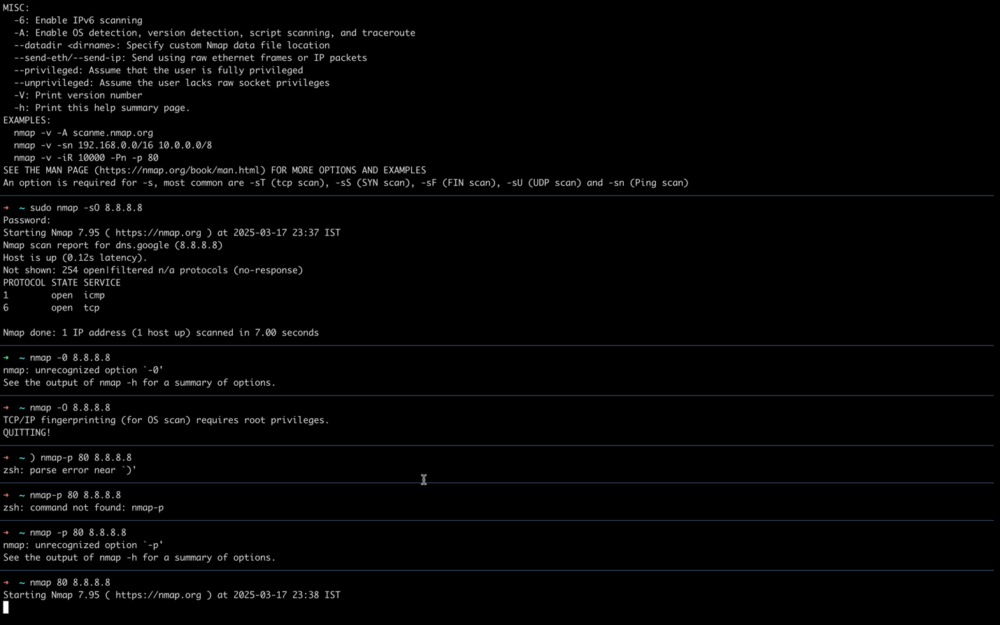 MISC:
  -6: Enable IPv6 scanning
  -A: Enable OS detection, version detection, script scanning, and traceroute
  --datadir <dirname>: Specify custom Nmap data file location
  --send-eth/--send-ip: Send using raw ethernet frames or IP packets
  --privileged: Assume that the user is fully privileged
  --unprivileged: Assume the user lacks raw socket privileges
  -V: Print version number
  -h: Print this help summary page.
EXAMPLES:
  nmap -v -A scanme.nmap.org
  nmap -v -sn 192.168.0.0/16 10.0.0.0/8
  nmap -v -iR 10000 -Pn -p 80
SEE THE MAN PAGE (https://nmap.org/book/man.html) FOR MORE OPTIONS AND EXAMPLES
An option is required for -s, most common are -sT (tcp scan), -sS (SYN scan), -sF (FIN scan), -sU (UDP scan) and -sn (Ping scan)
➜  ~ sudo nmap -sO 8.8.8.8
Password:
Starting Nmap 7.95 ( https://nmap.org ) at 2025-03-17 23:37 IST
Nmap scan report for dns.google (8.8.8.8)
Host is up (0.12s latency).
Not shown: 254 open|filtered n/a protocols (no-response)
PROTOCOL STATE SERVICE
1        open  icmp
6        open  tcp

Nmap done: 1 IP address (1 host up) scanned in 7.00 seconds
➜  ~ nmap -0 8.8.8.8
nmap: unrecognized option `-0'
See the output of nmap -h for a summary of options.
➜  ~ nmap -O 8.8.8.8
TCP/IP fingerprinting (for OS scan) requires root privileges.
QUITTING!
➜  ~ ) nmap-p 80 8.8.8.8
zsh: parse error near `)'
➜  ~ nmap-p 80 8.8.8.8
zsh: command not found: nmap-p
➜  ~ nmap -p 80 8.8.8.8
nmap: unrecognized option `-p'
See the output of nmap -h for a summary of options.
➜  ~ nmap 80 8.8.8.8
Starting Nmap 7.95 ( https://nmap.org ) at 2025-03-17 23:38 IST